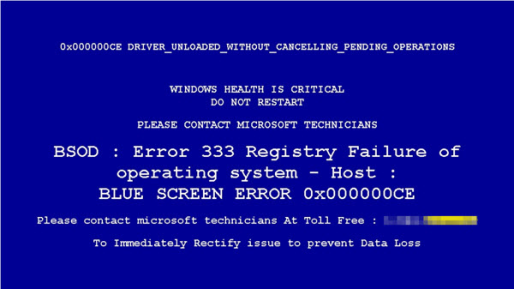 0x000000CE DRIVER_UNLOADED_WITHOUT_CANCELLING_PENDING_OPERATIONS
WINDOWS HEALTH IS CRITICAL
DO NOT RESTART
PLEASE CONTACT MICROSOFT TECHNICIANS
BSOD : Error 333 Registry Failure of
operating system - Host :
BLUE SCREEN ERROR 0x000000CE
Please contact microsoft technicians At Toll Free :
To Immediately Rectify issue to prevent Data Loss